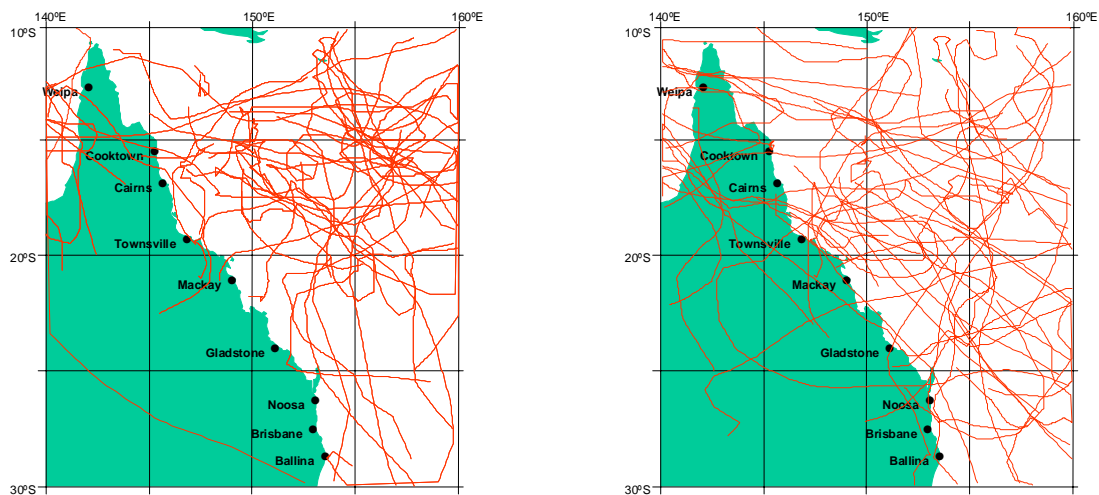 140ºE 150ºE 160ºE
10ºS
Weipa
Cooktown
Cairns
Townsville
20ºS
Mackay
Gladstone
Noosa
Brisbane
Ballina
30ºS
140ºE 150ºE 160ºE
10ºS
Weipa
Cooktown
Cairns
Townsville
20ºS
Mackay
Gladstone
Noosa
Brisbane
Ballina
30ºS